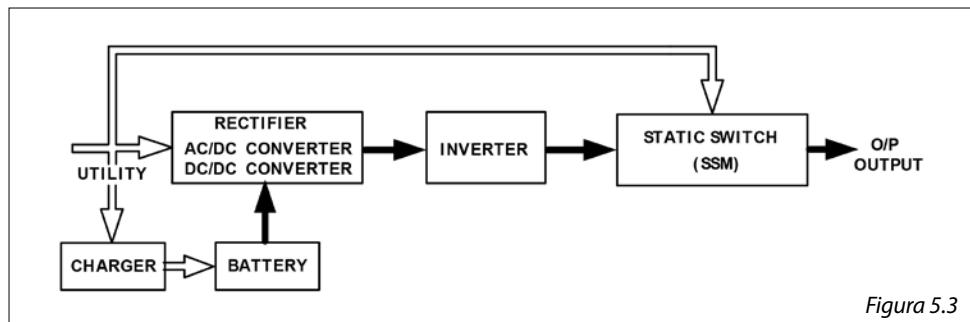 RECTIFIER
AC/DC CONVERTER
DC/DC CONVERTER
INVERTER
STATIC SWITCH
(SSM)
O/P
OUTPUT
UTILITY
CHARGER
BATTERY
Figura 5.3